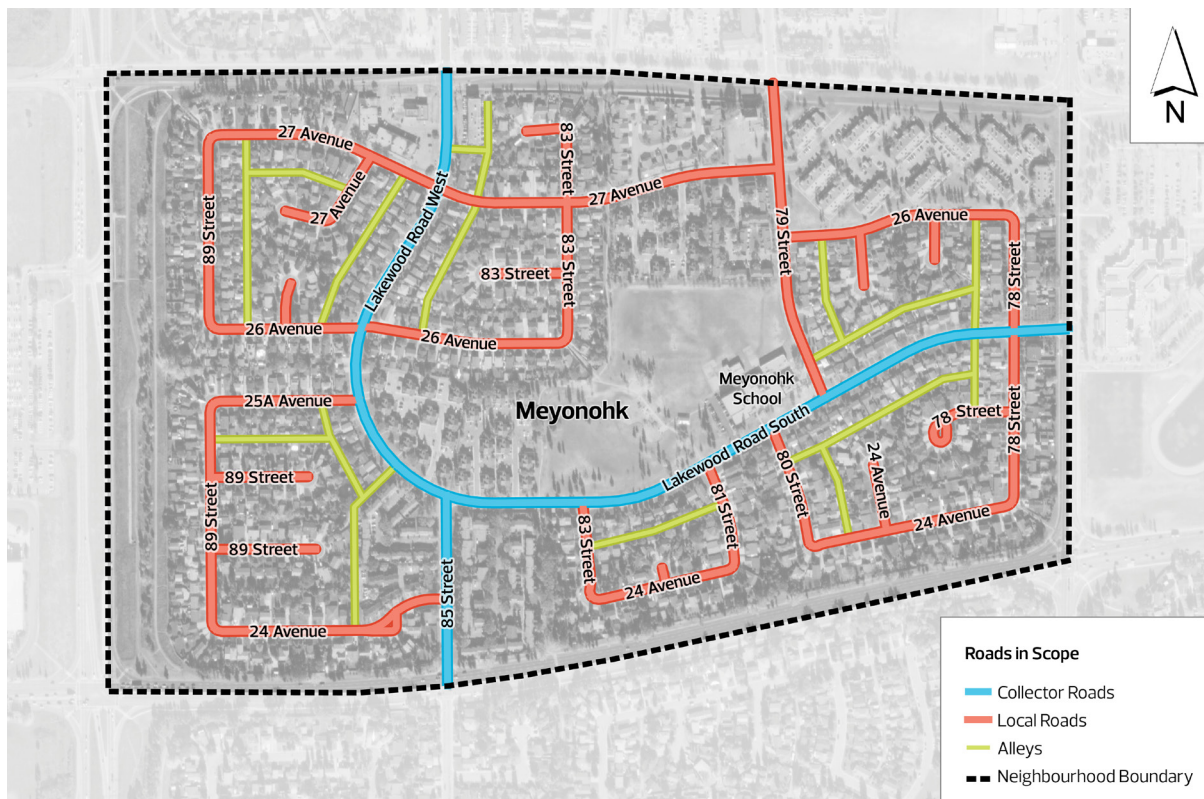 N
27 Avenue
83 Street
27 Avenue
27 Avenue
89 Street
Lakewood Road West
79 Street
26 Avenue
83 Street
83 Street
78 Street
26 Avenue
26 Avenue
Meyonohk
School
25A Avenue
Meyonohk
78 Street
78 Street
Lakewood Road South
24 Avenue
80 Street
89 Street
81 Street
89 Street
24 Avenue
83 Street
89 Street
85 Street
24 Avenue
24 Avenue
Roads in Scope
Collector Roads
Local Roads
Alleys
Neighbourhood Boundary